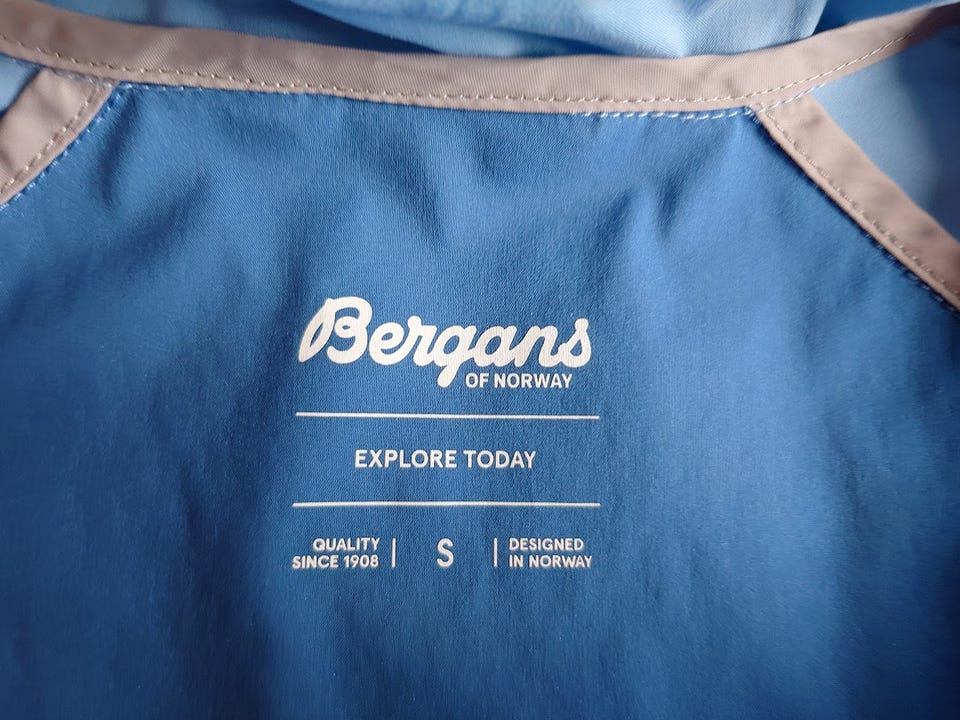 Bergans
OF NORWAY
EXPLORE TODAY
QUALITY
SINCE 1908
S
DESIGNED
IN NORWAY